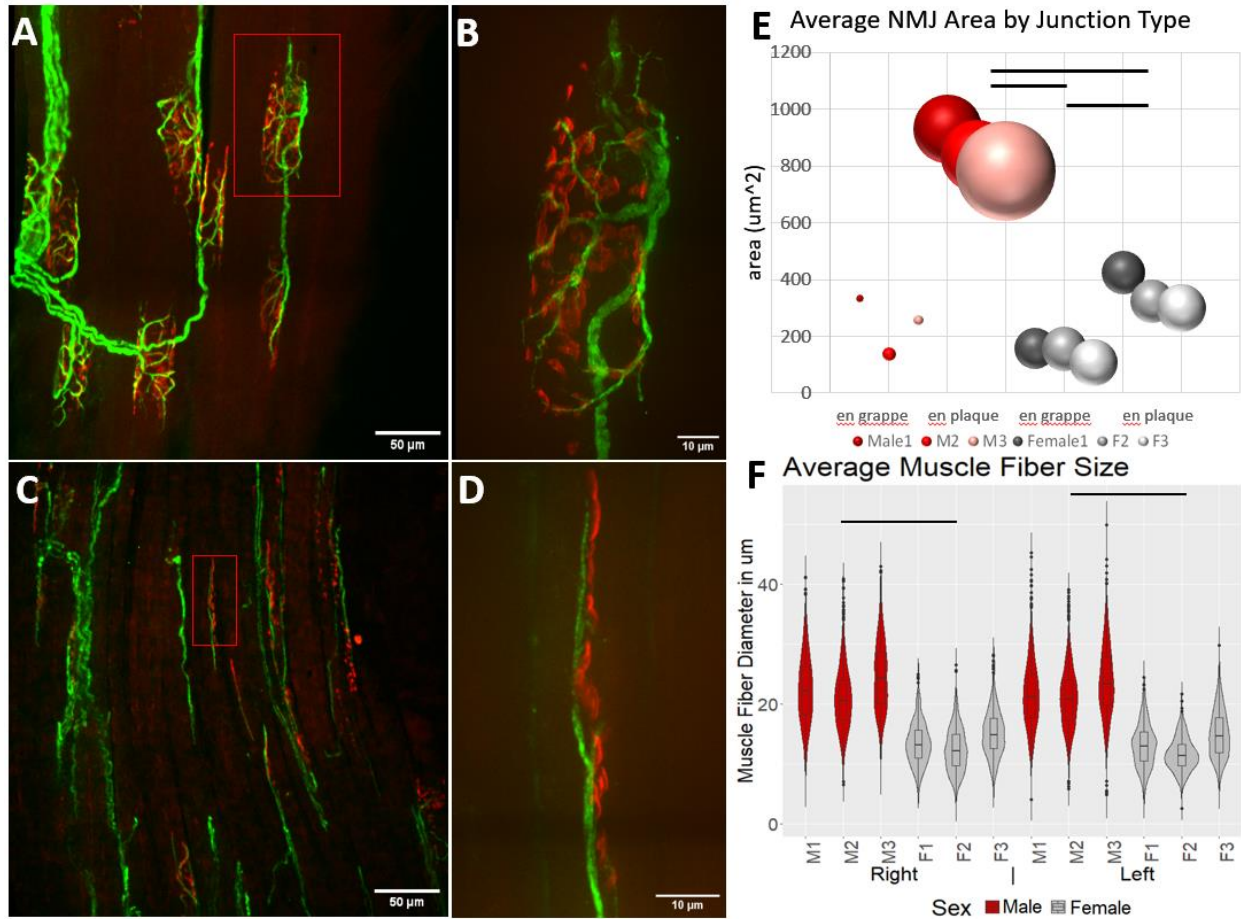 A
50 µm
B
10 µm
C
50 µm
D
10 µm
E Average NMJ Area by Junction Type
1200
1000
800
600
400
200
0
area (um^2)
en grappe en plaque en grappe en plaque
Male1 M2 M3 Female1 F2 F3
F Average Muscle Fiber Size
40
20
0
Muscle Fiber Diameter in um
M1 M2 M3 F1 F2 F3 M1 M2 M3 F1 F2 F3
Right | Left
Sex Male Female